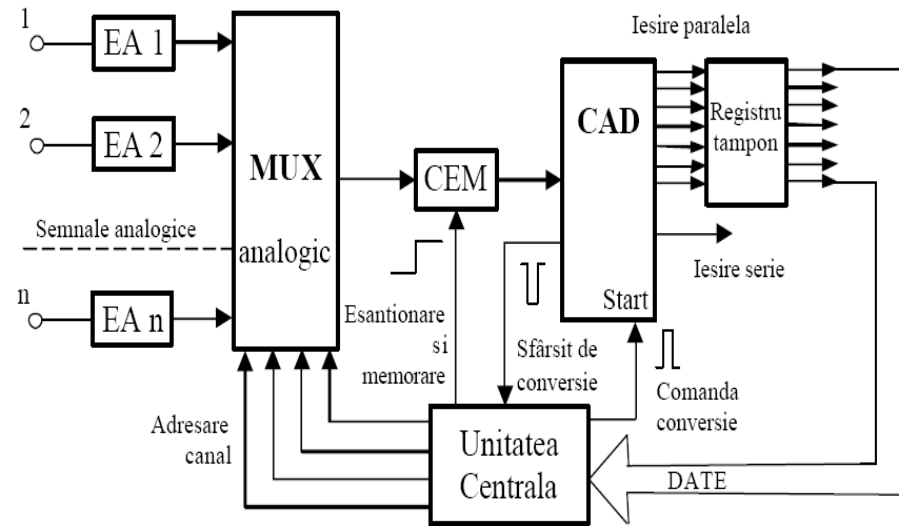 1
EA 1
2
EA 2
Semnale analogice
n
EA n
MUX
analogic
CEM
Iesire paralela
CAD
Start
Registru
tampon
Iesire serie
Esantionare
si
memorare
Sfârsit de
conversie
Comanda
conversie
Adresare
canal
Unitatea
Centrala
DATE